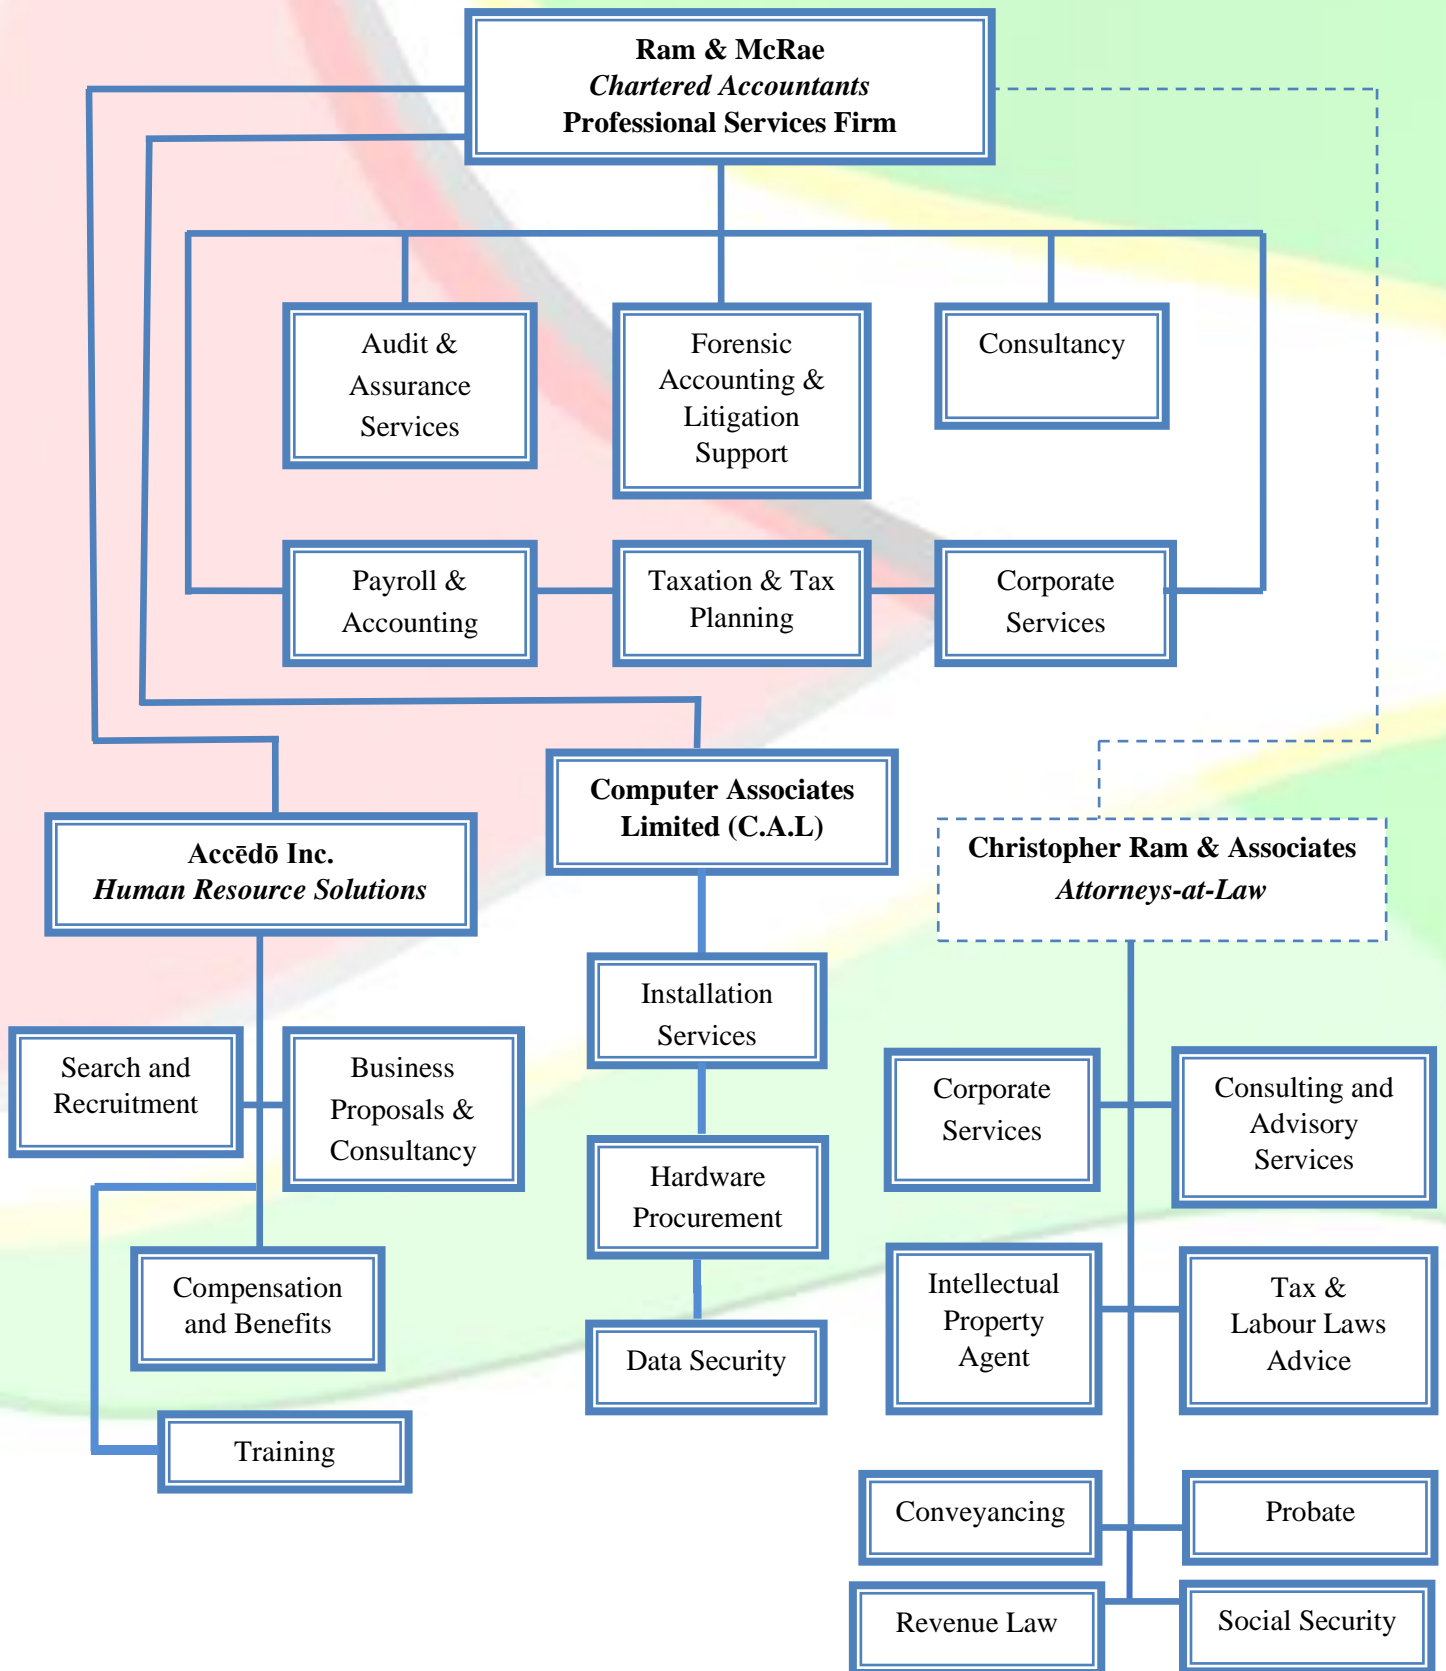 Ram & McRae
Chartered Accountants
Professional Services Firm
Audit &
Assurance
Services
Forensic
Accounting &
Litigation
Support
Consultancy
Payroll &
Accounting
Taxation & Tax
Planning
Corporate
Services
Computer Associates
Limited (C.A.L)
Accēdō Inc.
Human Resource Solutions
Christopher Ram & Associates
Attorneys-at-Law
Search and
Recruitment
Business
Proposals &
Consultancy
Compensation
and Benefits
Training
Installation
Services
Hardware
Procurement
Data Security
Corporate
Services
Consulting and
Advisory
Services
Intellectual
Property
Agent
Tax &
Labour Laws
Advice
Conveyancing
Probate
Revenue Law
Social Security